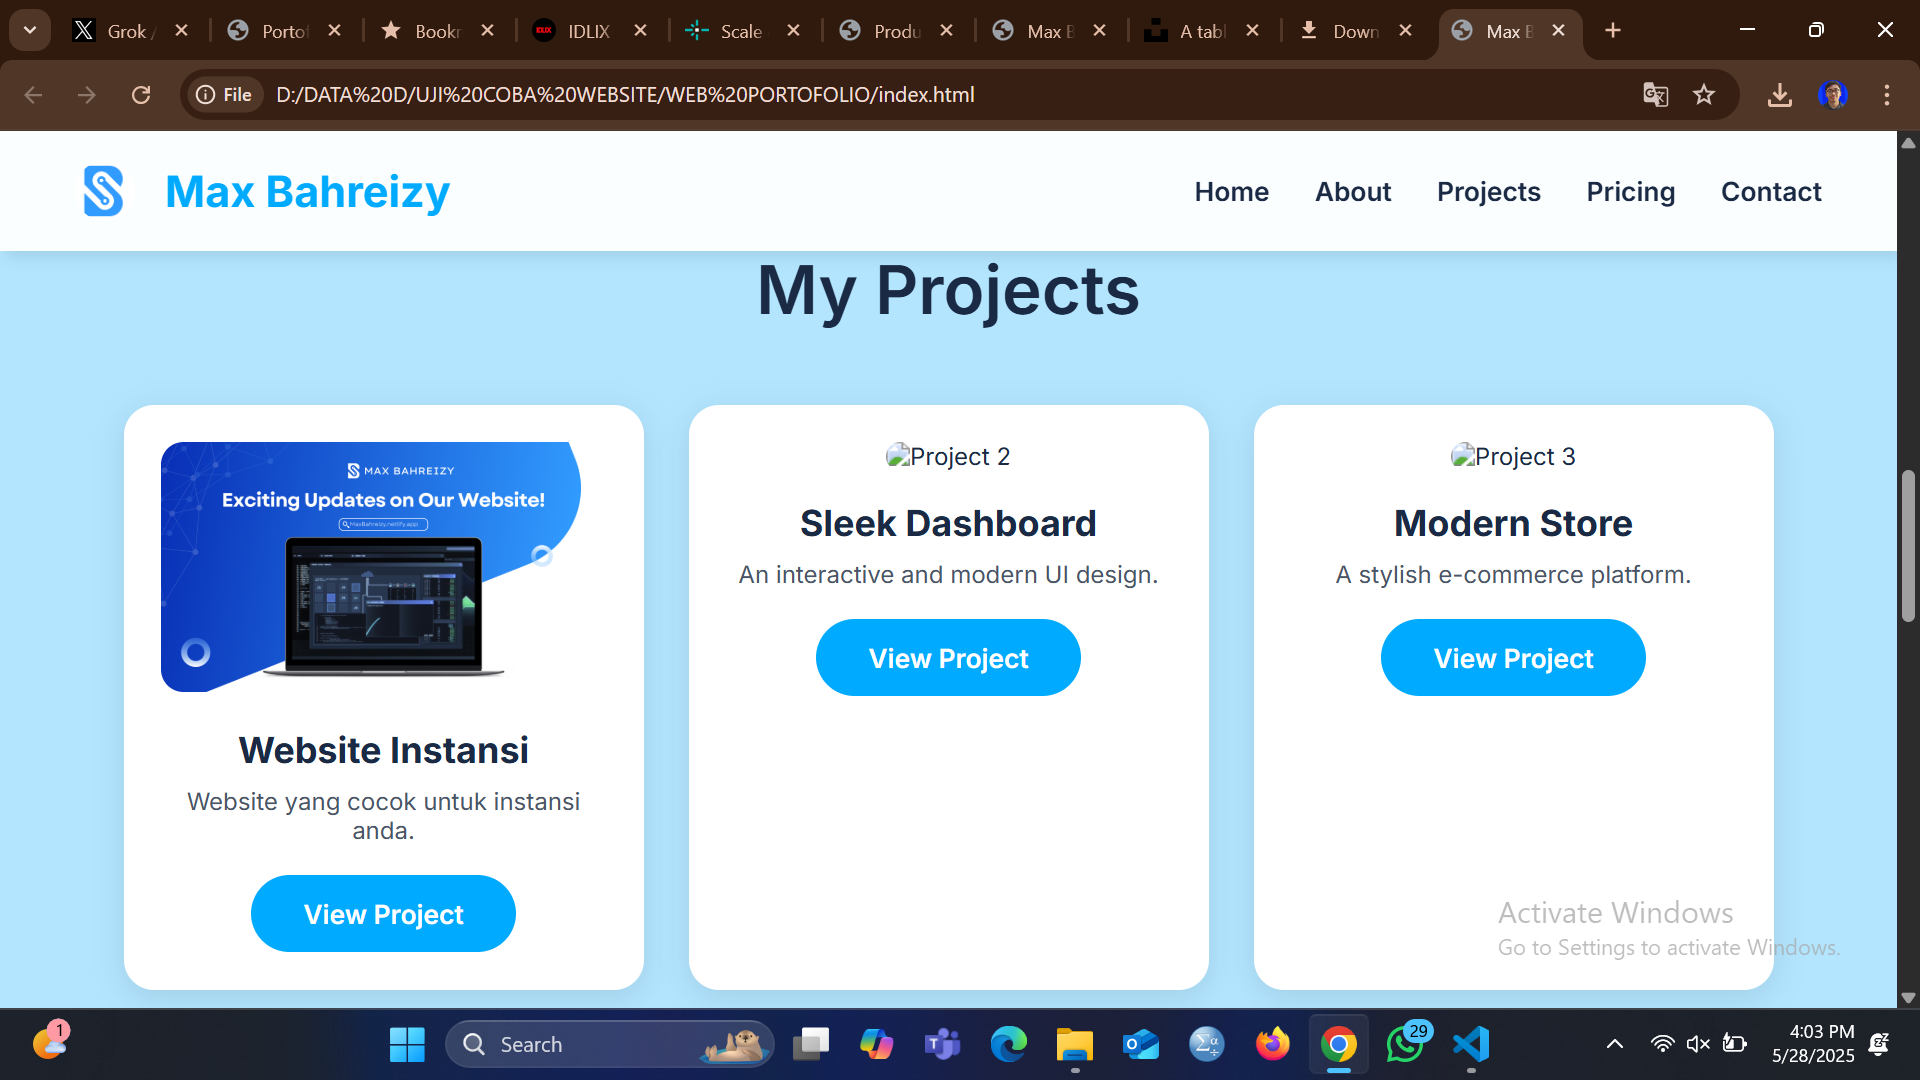 Grok /
Portof
Bookm
IDLIX
Scale
Produ
Max B
A tabl
Down
Max B
File
D:/DATA%20D/UJI%20COBA%20WEBSITE/WEB%20PORTOFOLIO/index.html
Max Bahreizy
Home
About
Projects
Pricing
Contact
My Projects
MAX BAHREIZY
Exciting Updates on Our Website!
MaxBahreizy.netlify.app
Website Instansi
Website yang cocok untuk instansi
anda.
View Project
Project 2
Sleek Dashboard
An interactive and modern UI design.
View Project
Project 3
Modern Store
A stylish e-commerce platform.
View Project
Activate Windows
Go to Settings to activate Windows.
1
Search
29
4:03 PM
5/28/2025